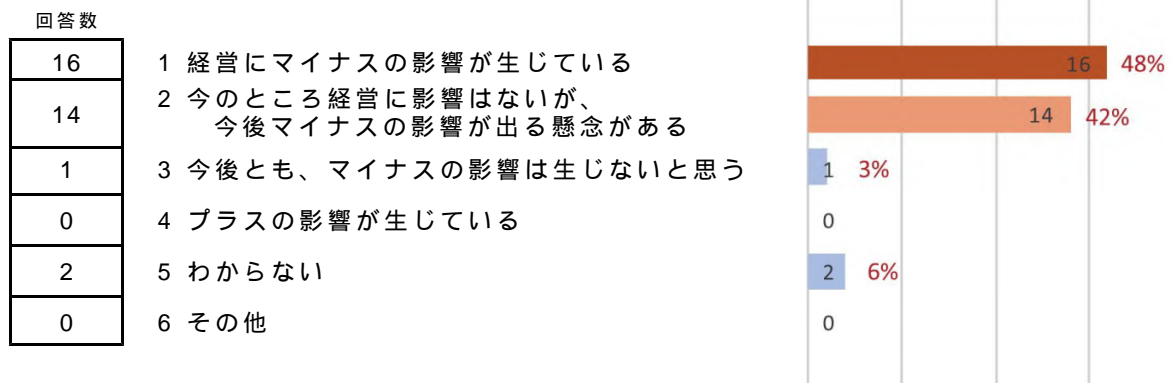 回答数
16 1 経営にマイナスの影響が生じている 16 48%
14 2 今のところ経営に影響はないが、
今後マイナスの影響が出る懸念がある 14 42%
1 3 今後とも、マイナスの影響は生じないと思う 1 3%
0 4 プラスの影響が生じている 0
2 5 わからない 2 6%
0 6 その他 0